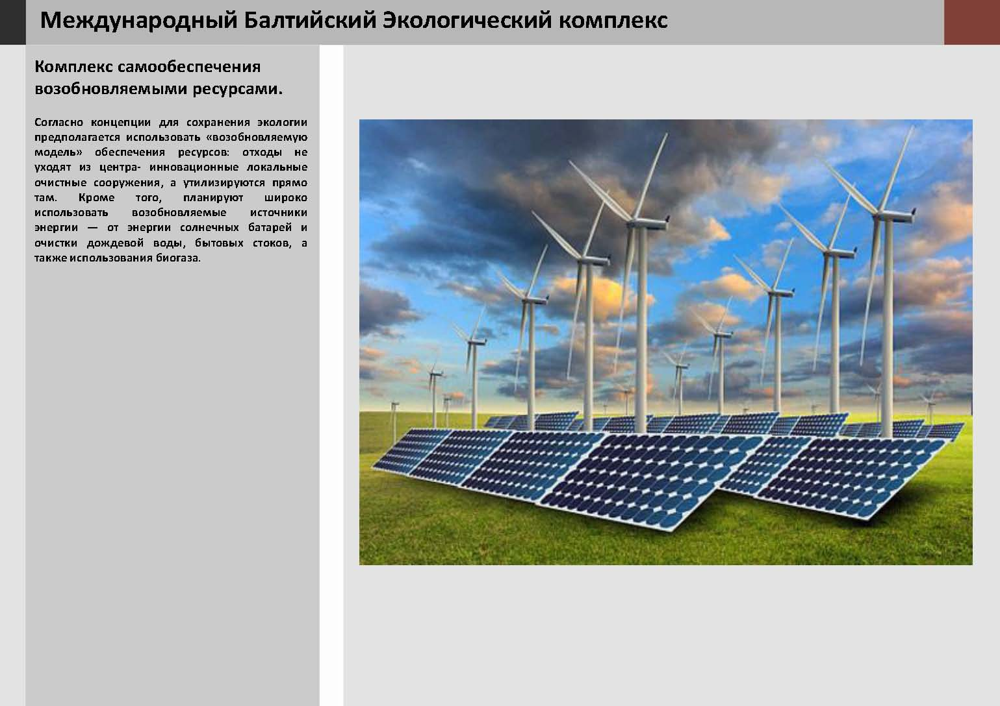 Международный Балтийский Экологический комплекс
Комплекс самообеспечения
возобновляемыми ресурсами.
Согласно концепции для сохранения экологии
предполагается использовать «возобновляемую
модель» обеспечения ресурсов: отходы не
уходят из центра- инновационные локальные
очистные сооружения, а утилизируются прямо
там. Кроме того, планируют широко
использовать возобновляемые источники
энергии — от энергии солнечных батарей и
очистки дождевой воды, бытовых стоков, а
также использования биогаза.